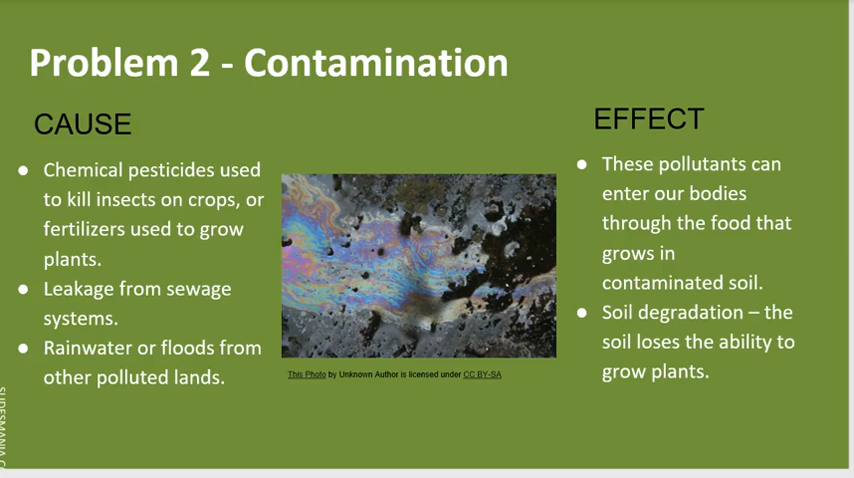 Problem 2 - Contamination
CAUSE
● Chemical pesticides used
to kill insects on crops, or
fertilizers used to grow
plants.
● Leakage from sewage
systems.
● Rainwater or floods from
other polluted lands.
This Photo by Unknown Author is licensed under CC BY-SA
EFFECT
● These pollutants can
enter our bodies
through the food that
grows in
contaminated soil.
● Soil degradation – the
soil loses the ability to
grow plants.